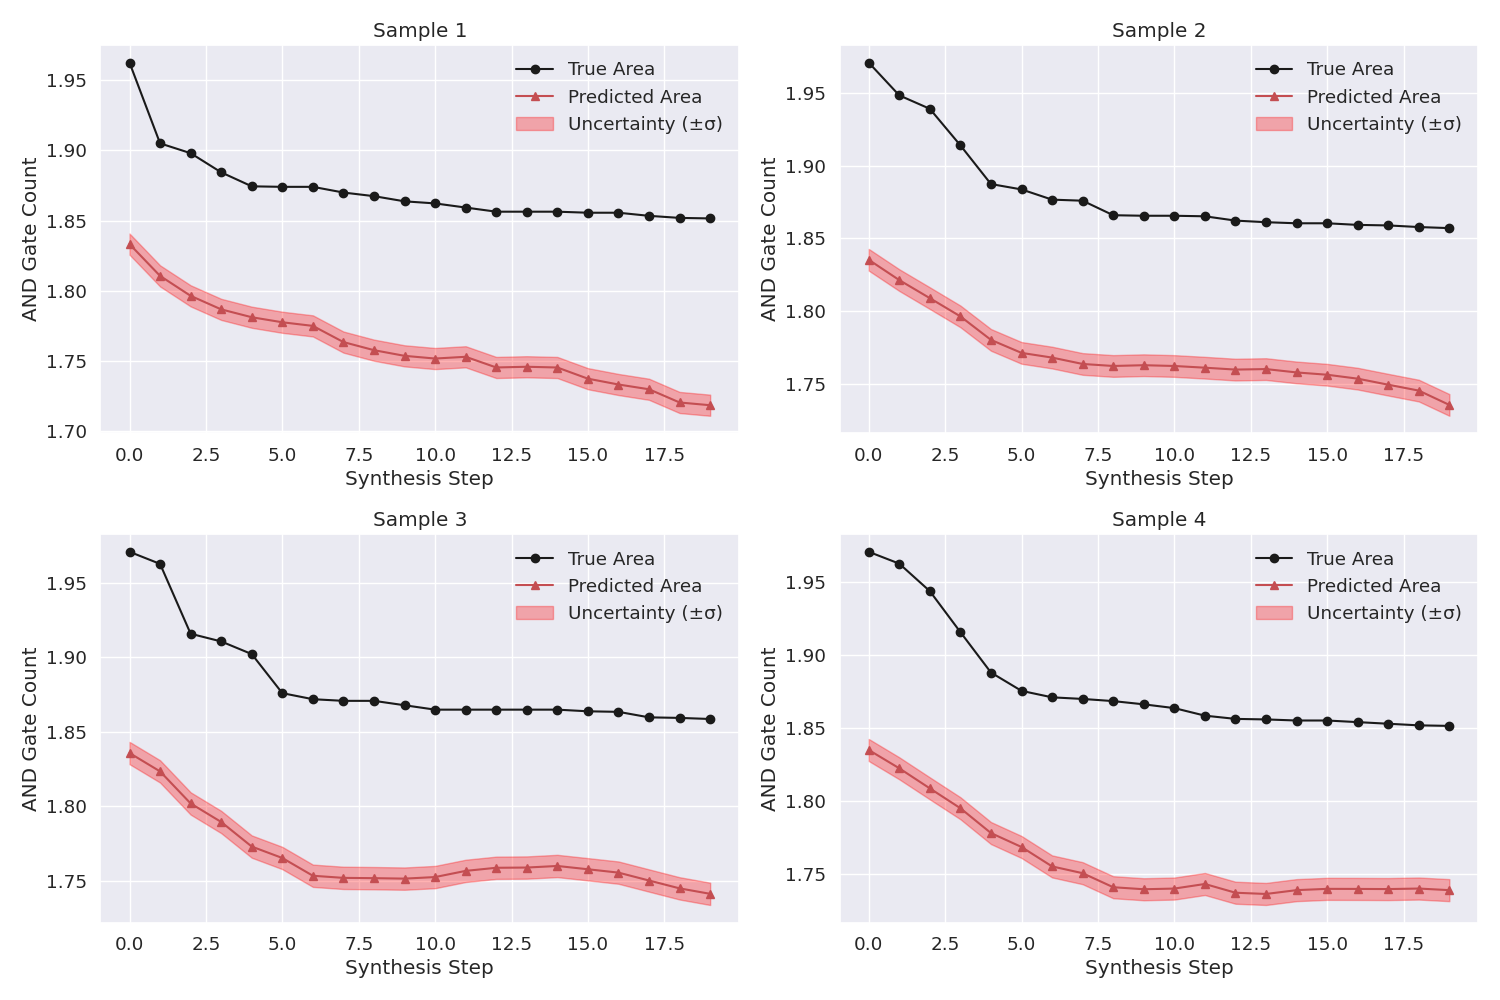 Sample 1
AND Gate Count
1.95
1.90
1.85
1.80
1.75
1.70
True Area
Predicted Area
Uncertainty (±σ)
0.0 2.5 5.0 7.5 10.0 12.5 15.0 17.5
Synthesis Step
Sample 2
AND Gate Count
1.95
1.90
1.85
1.80
1.75
True Area
Predicted Area
Uncertainty (±σ)
0.0 2.5 5.0 7.5 10.0 12.5 15.0 17.5
Synthesis Step
Sample 3
AND Gate Count
1.95
1.90
1.85
1.80
1.75
True Area
Predicted Area
Uncertainty (±σ)
0.0 2.5 5.0 7.5 10.0 12.5 15.0 17.5
Synthesis Step
Sample 4
AND Gate Count
1.95
1.90
1.85
1.80
1.75
True Area
Predicted Area
Uncertainty (±σ)
0.0 2.5 5.0 7.5 10.0 12.5 15.0 17.5
Synthesis Step